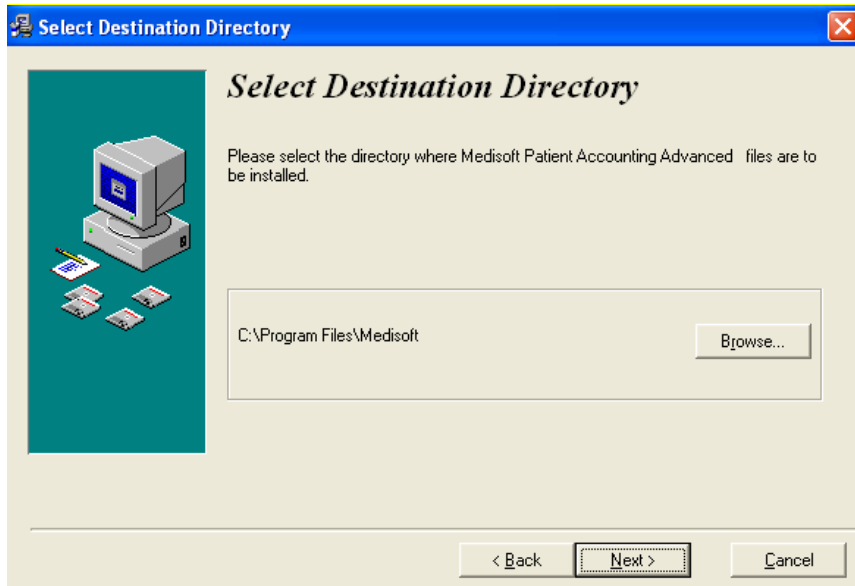 Select Destination Directory
Select Destination Directory
Please select the directory where Medisoft Patient Accounting Advanced files are to
be installed.
C:\Program Files\Medisoft
Browse...
< Back
Next >
Cancel